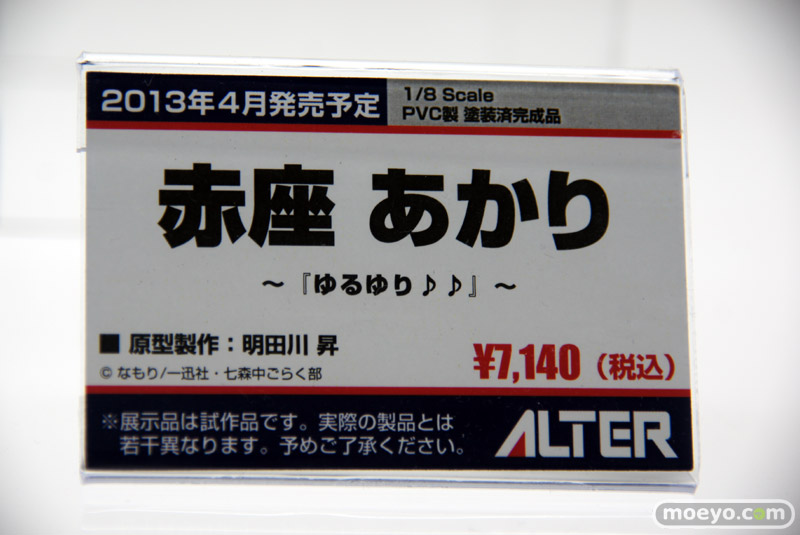 2013年4月発売予定
1/8 Scale
PVC製 塗装済完成品
赤座 あかり
～『ゆるゆり♪♪』～
■ 原型製作：明田川 昇
© なもり/一迅社・七森中ごらく部
¥7,140（税込）
※展示品は試作品です。実際の製品とは
若干異なります。予めご了承ください。
ALTER
moeyo.com